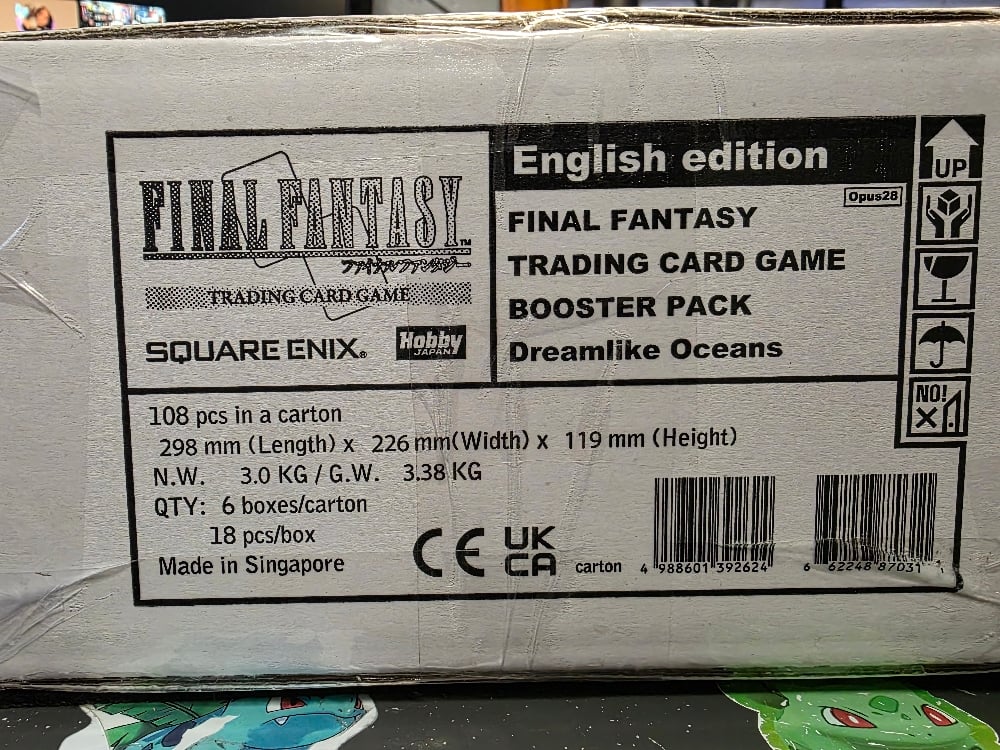 FINAL FANTASY™
ファイナルファンタジー
TRADING CARD GAME
SQUARE ENIX®
Hobby
JAPAN
English edition
Opus28
FINAL FANTASY
TRADING CARD GAME
BOOSTER PACK
Dreamlike Oceans
UP
NO!
108 pcs in a carton
298 mm (Length) x 226 mm(Width) x 119 mm (Height)
N.W. 3.0 KG / G.W. 3.38 KG
QTY: 6 boxes/carton
18 pcs/box
Made in Singapore
CE
UK
CA
carton
4 988601 392624
6 62248 87031